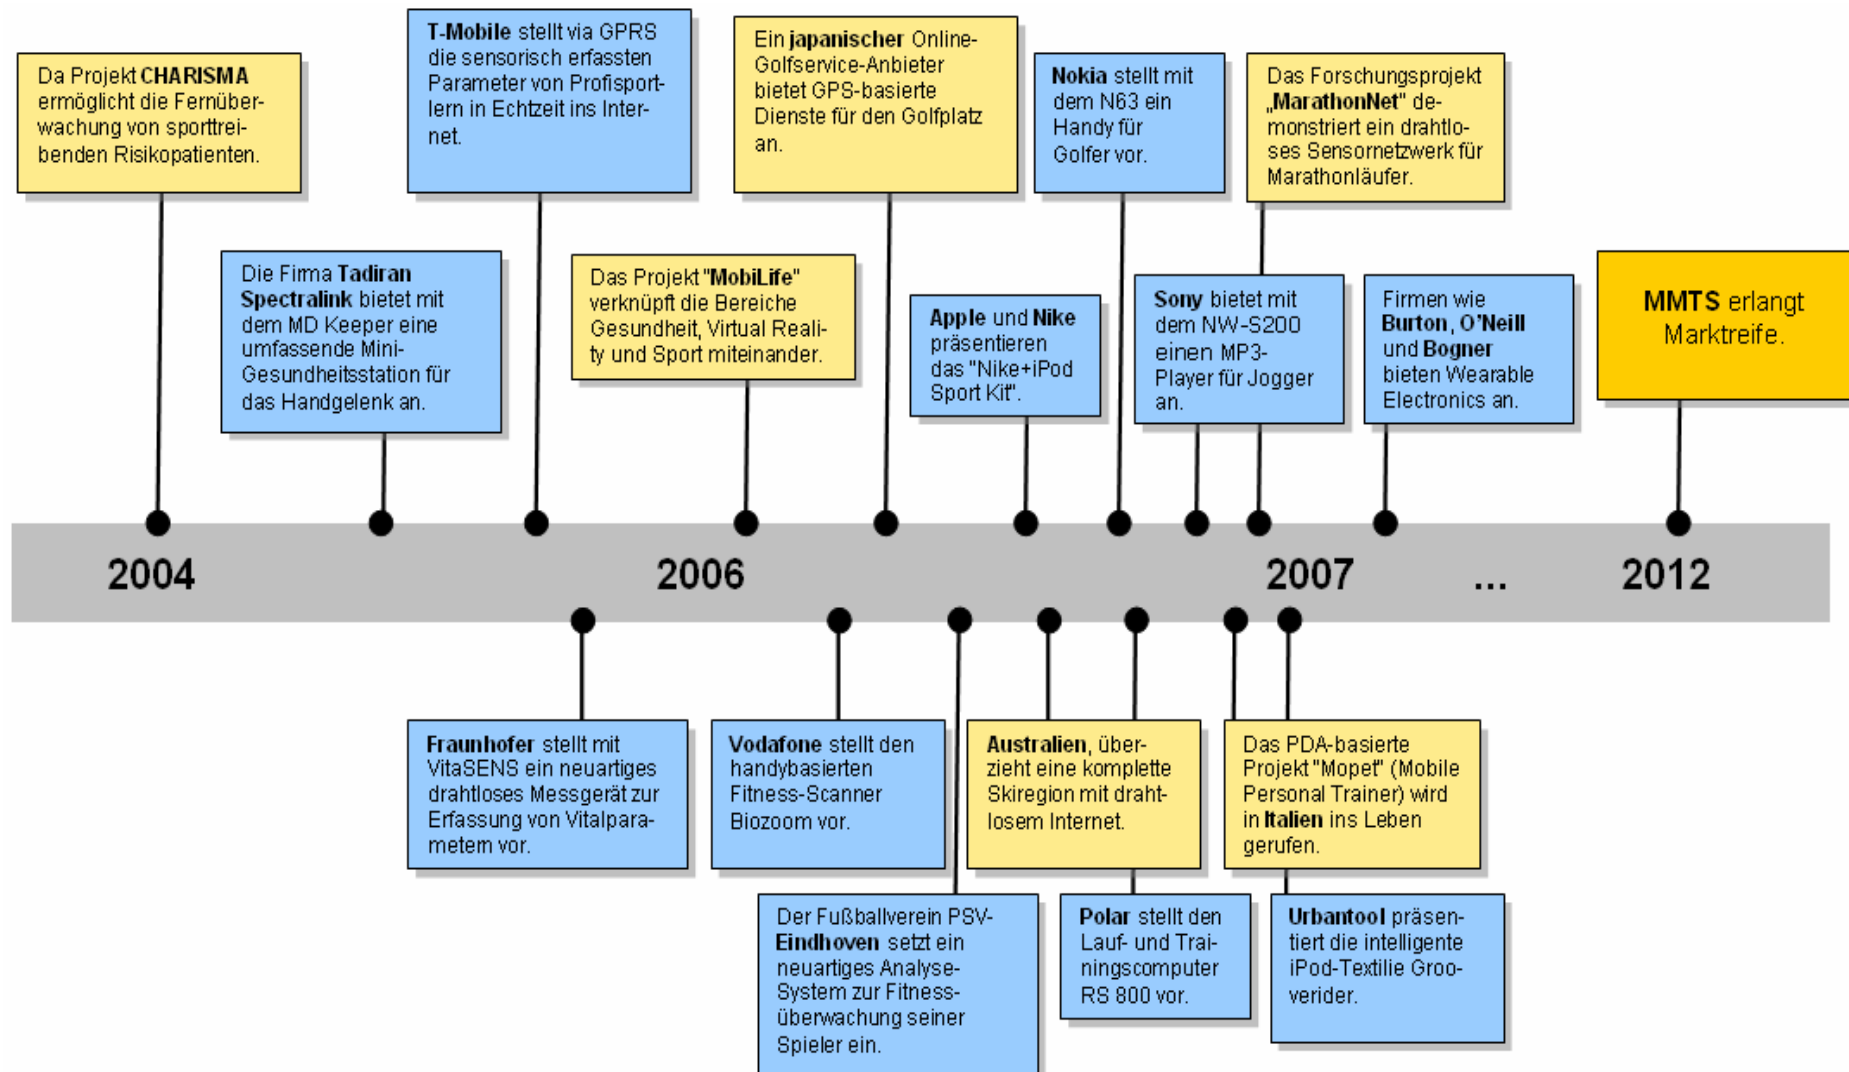 Da Projekt CHARISMA
ermöglicht die Fernüber-
wachung von sporttrei-
benden Risikopatienten.
T-Mobile stellt via GPRS
die sensorisch erfassten
Parameter von Profisport-
lern in Echtzeit ins Inter-
net.
Ein japanischer Online-
Golfservice-Anbieter
bietet GPS-basierte
Dienste für den Golfplatz
an.
Nokia stellt mit
dem N63 ein
Handy für
Golfer vor.
Das Forschungsprojekt
„MarathonNet" de-
monstriert ein drahtlo-
ses Sensornetzwerk für
Marathonläufer.
Die Firma Tadiran
Spectralink bietet mit
dem MD Keeper eine
umfassende Mini-
Gesundheitsstation für
das Handgelenk an.
Das Projekt "MobiLife"
verknüpft die Bereiche
Gesundheit, Virtual Reali-
ty und Sport miteinander.
Apple und Nike
präsentieren
das "Nike+iPod
Sport Kit".
Sony bietet mit
dem NW-S200
einen MP3-
Player für Jogger
an.
Firmen wie
Burton, O'Neill
und Bogner
bieten Wearable
Electronics an.
MMTS erlangt
Marktreife.
2004 2006 2007 ... 2012
Fraunhofer stellt mit
VitaSENS ein neuartiges
drahtloses Messgerät zur
Erfassung von Vitalpara-
metern vor.
Vodafone stellt den
handybasierten
Fitness-Scanner
Biozoom vor.
Australien, über-
zieht eine komplette
Skiregion mit draht-
losem Internet.
Das PDA-basierte
Projekt "Mopet" (Mobile
Personal Trainer) wird
in Italien ins Leben
gerufen.
Der Fußballverein PSV-
Eindhoven setzt ein
neuartiges Analyse-
System zur Fitness-
überwachung seiner
Spieler ein.
Polar stellt den
Lauf- und Trai-
ningscomputer
RS 800 vor.
Urbantool präsen-
tiert die intelligente
iPod-Textilie Groo-
verider.